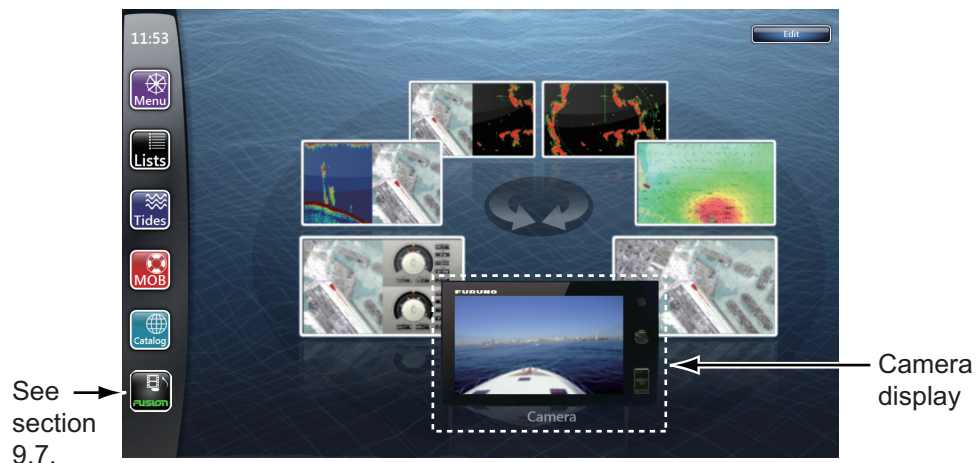 11:53
Edit
Menu
Lists
Tides
MOB
Catalog
FUSION
FURUNO
Camera
Camera
display
See
section
9.7.